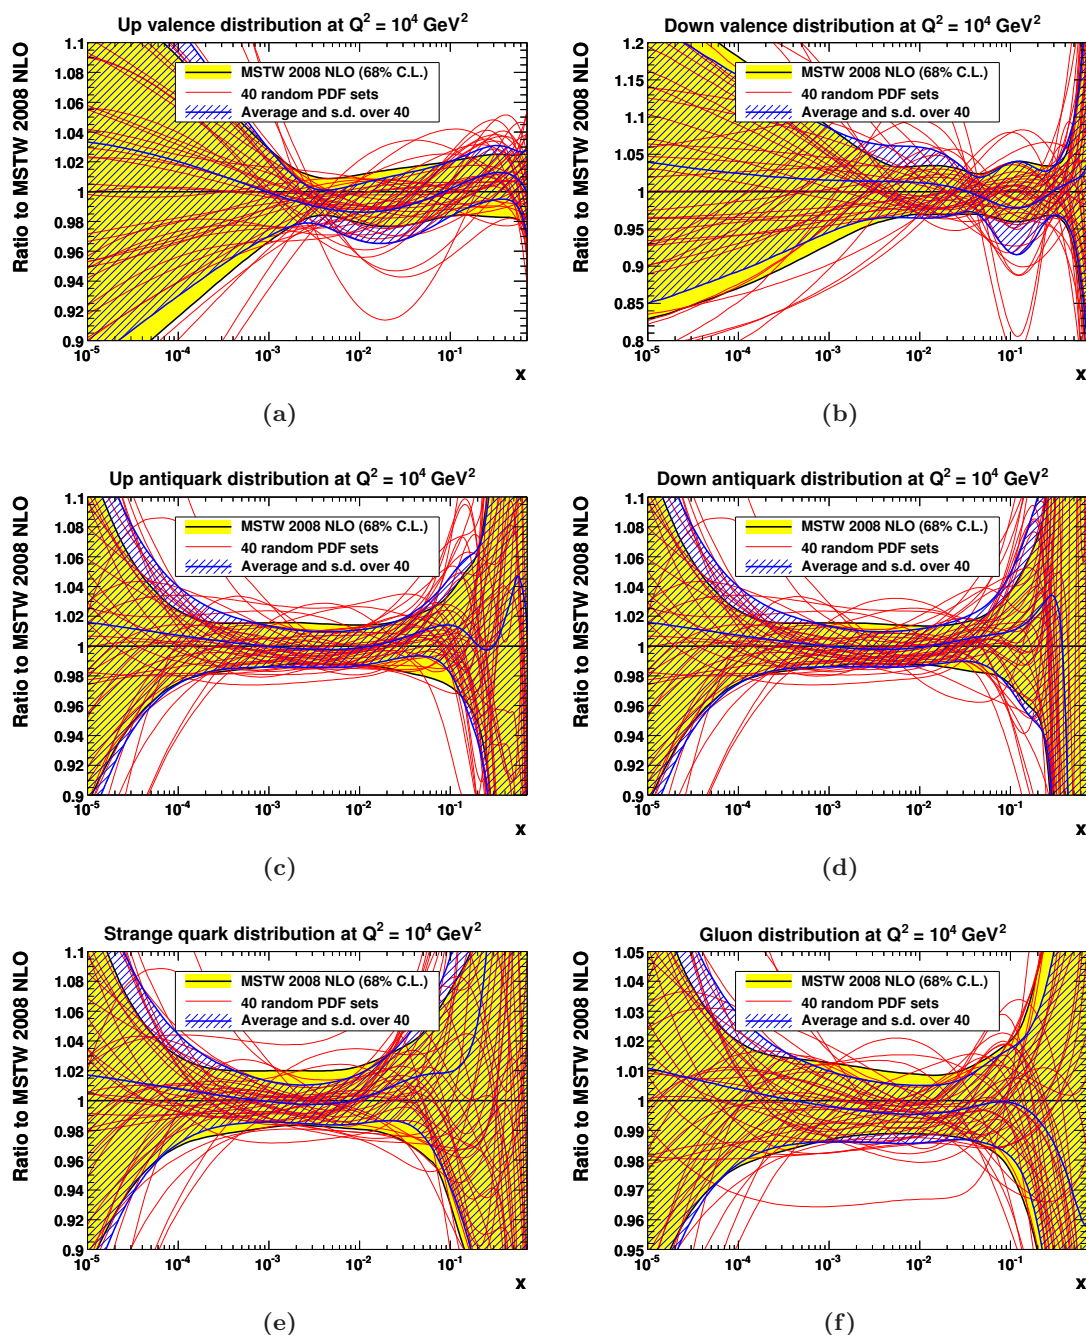 Up valence distribution at Q² = 10⁴ GeV²
Ratio to MSTW 2008 NLO
1.1
1.08
1.06
1.04
1.02
1
0.98
0.96
0.94
0.92
0.9
MSTW 2008 NLO (68% C.L.)
40 random PDF sets
Average and s.d. over 40
10⁻⁵ 10⁻⁴ 10⁻³ 10⁻² 10⁻¹
x
(a)
Down valence distribution at Q² = 10⁴ GeV²
Ratio to MSTW 2008 NLO
1.2
1.15
1.1
1.05
1
0.95
0.9
0.85
0.8
MSTW 2008 NLO (68% C.L.)
40 random PDF sets
Average and s.d. over 40
10⁻⁵ 10⁻⁴ 10⁻³ 10⁻² 10⁻¹
x
(b)
Up antiquark distribution at Q² = 10⁴ GeV²
Ratio to MSTW 2008 NLO
1.1
1.08
1.06
1.04
1.02
1
0.98
0.96
0.94
0.92
0.9
MSTW 2008 NLO (68% C.L.)
40 random PDF sets
Average and s.d. over 40
10⁻⁵ 10⁻⁴ 10⁻³ 10⁻² 10⁻¹
x
(c)
Down antiquark distribution at Q² = 10⁴ GeV²
Ratio to MSTW 2008 NLO
1.1
1.08
1.06
1.04
1.02
1
0.98
0.96
0.94
0.92
0.9
MSTW 2008 NLO (68% C.L.)
40 random PDF sets
Average and s.d. over 40
10⁻⁵ 10⁻⁴ 10⁻³ 10⁻² 10⁻¹
x
(d)
Strange quark distribution at Q² = 10⁴ GeV²
Ratio to MSTW 2008 NLO
1.1
1.08
1.06
1.04
1.02
1
0.98
0.96
0.94
0.92
0.9
MSTW 2008 NLO (68% C.L.)
40 random PDF sets
Average and s.d. over 40
10⁻⁵ 10⁻⁴ 10⁻³ 10⁻² 10⁻¹
x
(e)
Gluon distribution at Q² = 10⁴ GeV²
Ratio to MSTW 2008 NLO
1.05
1.04
1.03
1.02
1.01
1
0.99
0.98
0.97
0.96
0.95
MSTW 2008 NLO (68% C.L.)
40 random PDF sets
Average and s.d. over 40
10⁻⁵ 10⁻⁴ 10⁻³ 10⁻² 10⁻¹
x
(f)